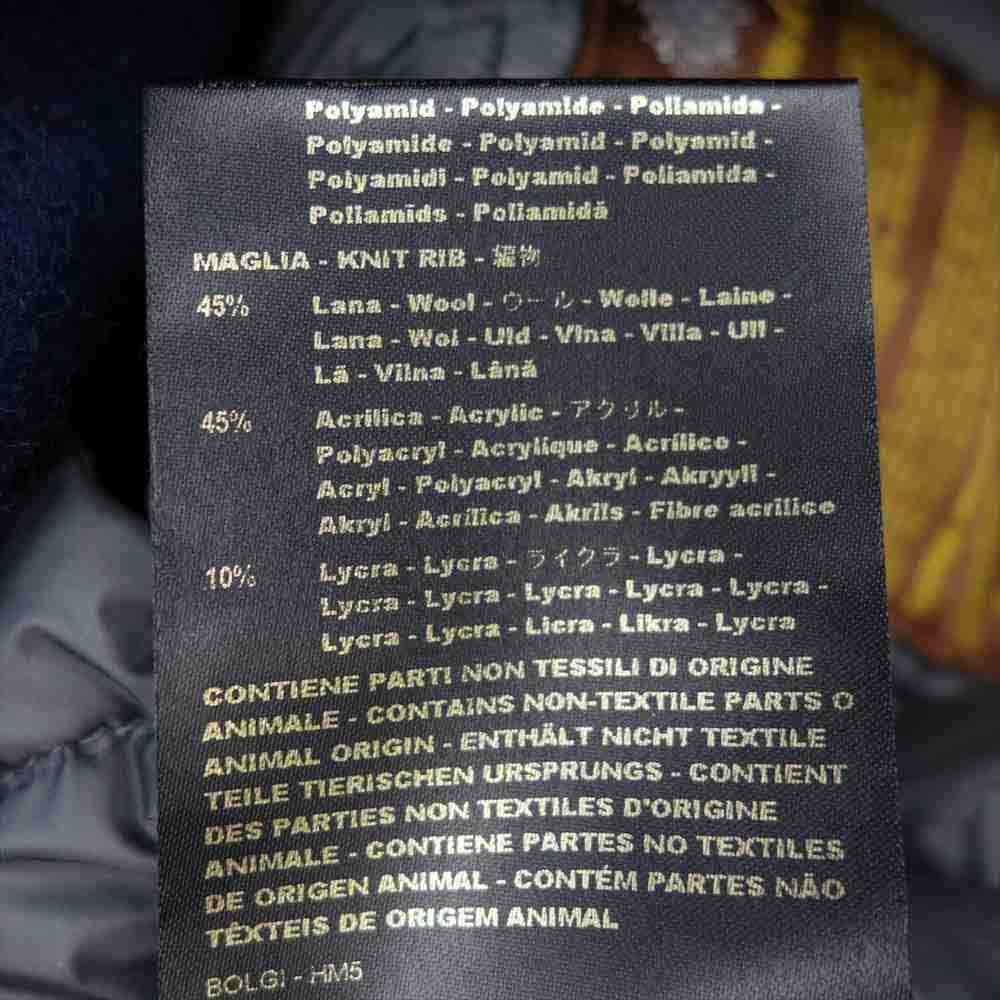 Polyamid - Polyamide - Poliamida -
Polyamide - Polyamid - Polyamid -
Polyamidi - Polyamid - Poliamida -
Poliamīds - Poliamidă
MAGLIA - KNIT RIB - 編物
45% Lana - Wool - ウール - Wolle - Laine -
Lana - Wol - Uld - Vlna - Villa - Ull -
Lã - Vilna - Lână
45% Acrilica - Acrylic - アクリル -
Polyacryl - Acrylique - Acrílico -
Acryl - Polyacryl - Akryl - Akryyli -
Akryl - Acrílica - Akrils - Fibre acrilice
10% Lycra - Lycra - ライクラ - Lycra -
Lycra - Lycra - Lycra - Lycra - Lycra -
Lycra - Lycra - Licra - Likra - Lycra
CONTIENE PARTI NON TESSILI DI ORIGINE
ANIMALE - CONTAINS NON-TEXTILE PARTS O
ANIMAL ORIGIN - ENTHÄLT NICHT TEXTILE
TEILE TIERISCHEN URSPRUNGS - CONTIENT
DES PARTIES NON TEXTILES D'ORIGINE
ANIMALE - CONTIENE PARTES NO TEXTILES
DE ORIGEN ANIMAL - CONTÉM PARTES NÃO
TÊXTEIS DE ORIGEM ANIMAL
BOLGI - HM5